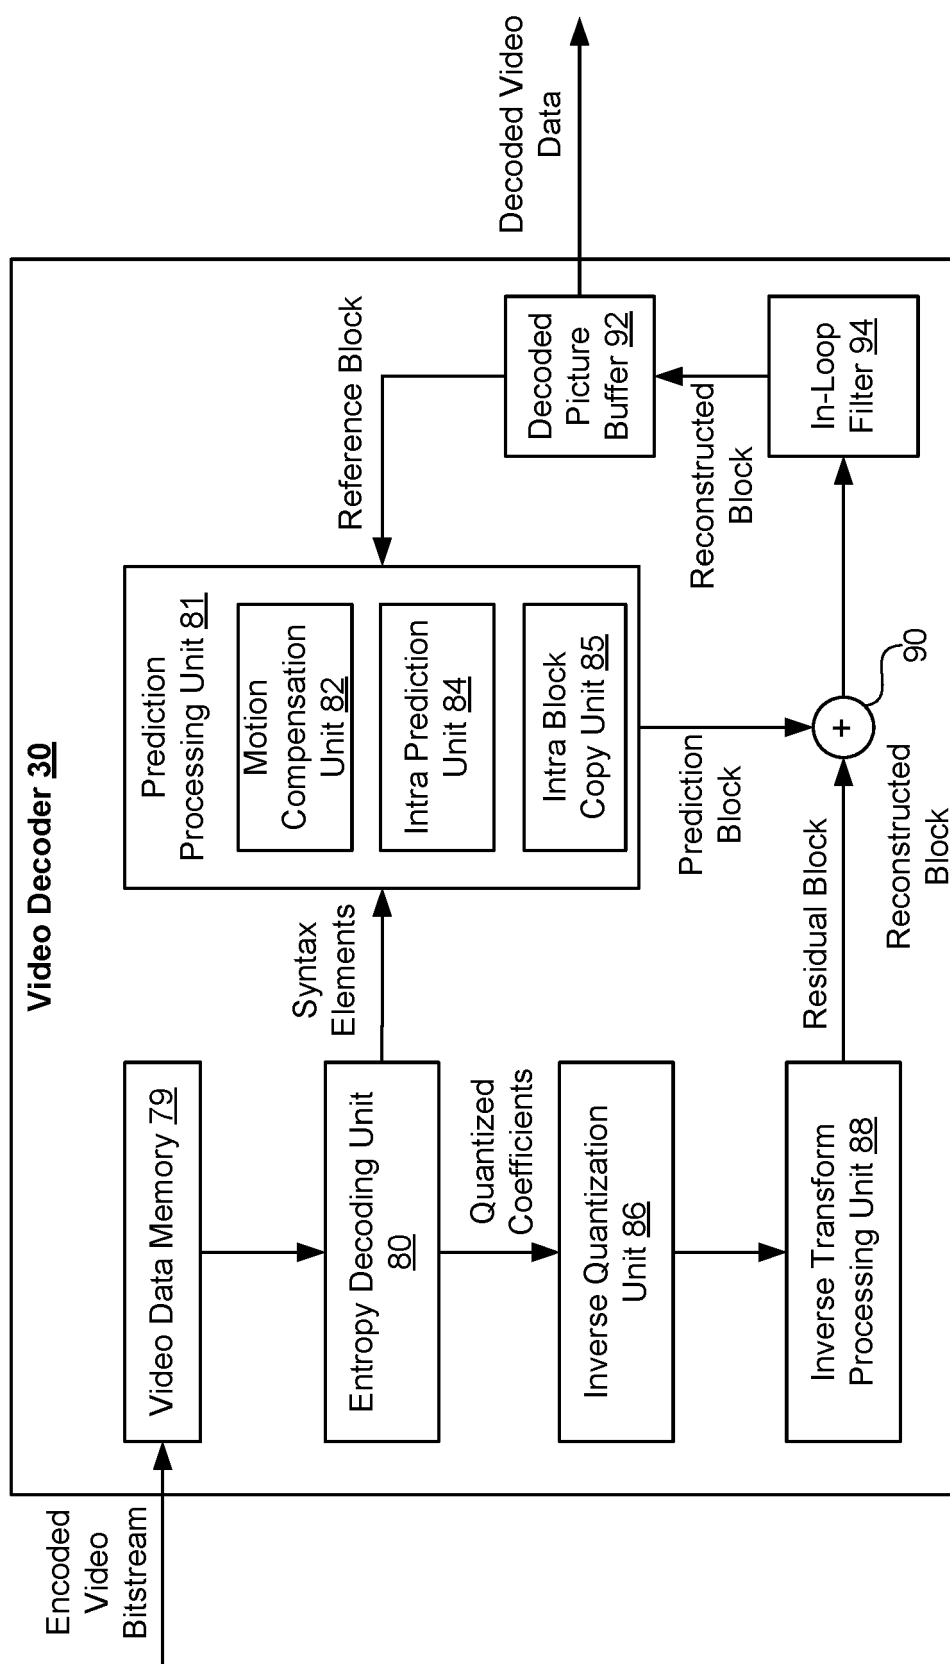 Video Decoder 30
Encoded
Video
Bitstream
Video Data Memory 79
Entropy Decoding Unit
80
Syntax
Elements
Quantized
Coefficients
Inverse Quantization
Unit 86
Inverse Transform
Processing Unit 88
Prediction
Processing Unit 81
Motion
Compensation
Unit 82
Intra Prediction
Unit 84
Intra Block
Copy Unit 85
Prediction
Block
Residual Block
Reconstructed
Block
90
Reference Block
Decoded
Picture
Buffer 92
Reconstructed
Block
In-Loop
Filter 94
Decoded Video
Data